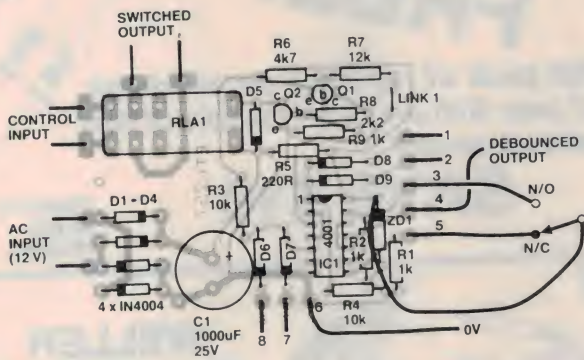 SWITCHED
OUTPUT
R6
4k7
R7
12k
D5
c Q2
b
e
e b c
Q1
LINK 1
CONTROL
INPUT
RLA1
R8
2k2
R9 1k
R5
220R
D8
D9
1
2
DEBOUNCED
OUTPUT
3
N/O
4
5
N/C
D1 - D4
R3
10k
AC
INPUT
(12 V)
1
4001
IC1
ZD1
R2
1k
R1
1k
+
D6
D7
4 x IN4004
R4
10k
6
0V
C1
1000uF
25V
8
7